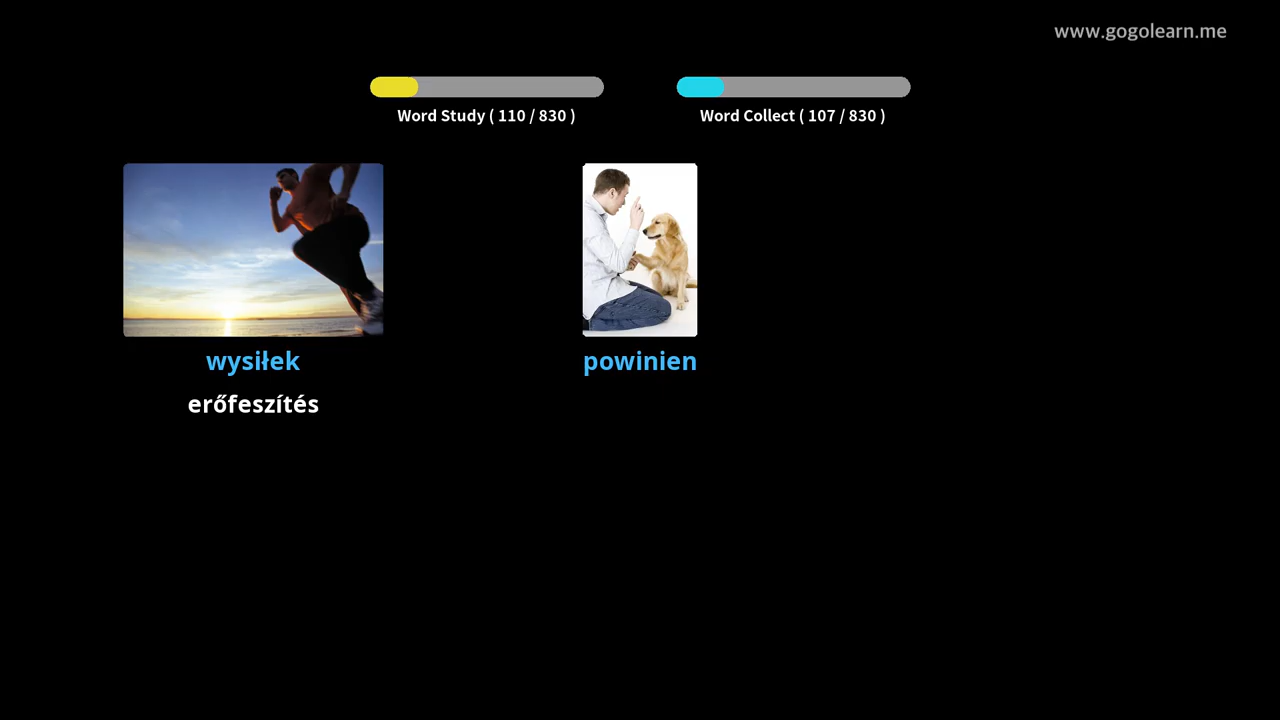 www.gogolearn.me
Word Study ( 110 / 830 )
Word Collect ( 107 / 830 )
wysiłek
powinien
erőfeszítés